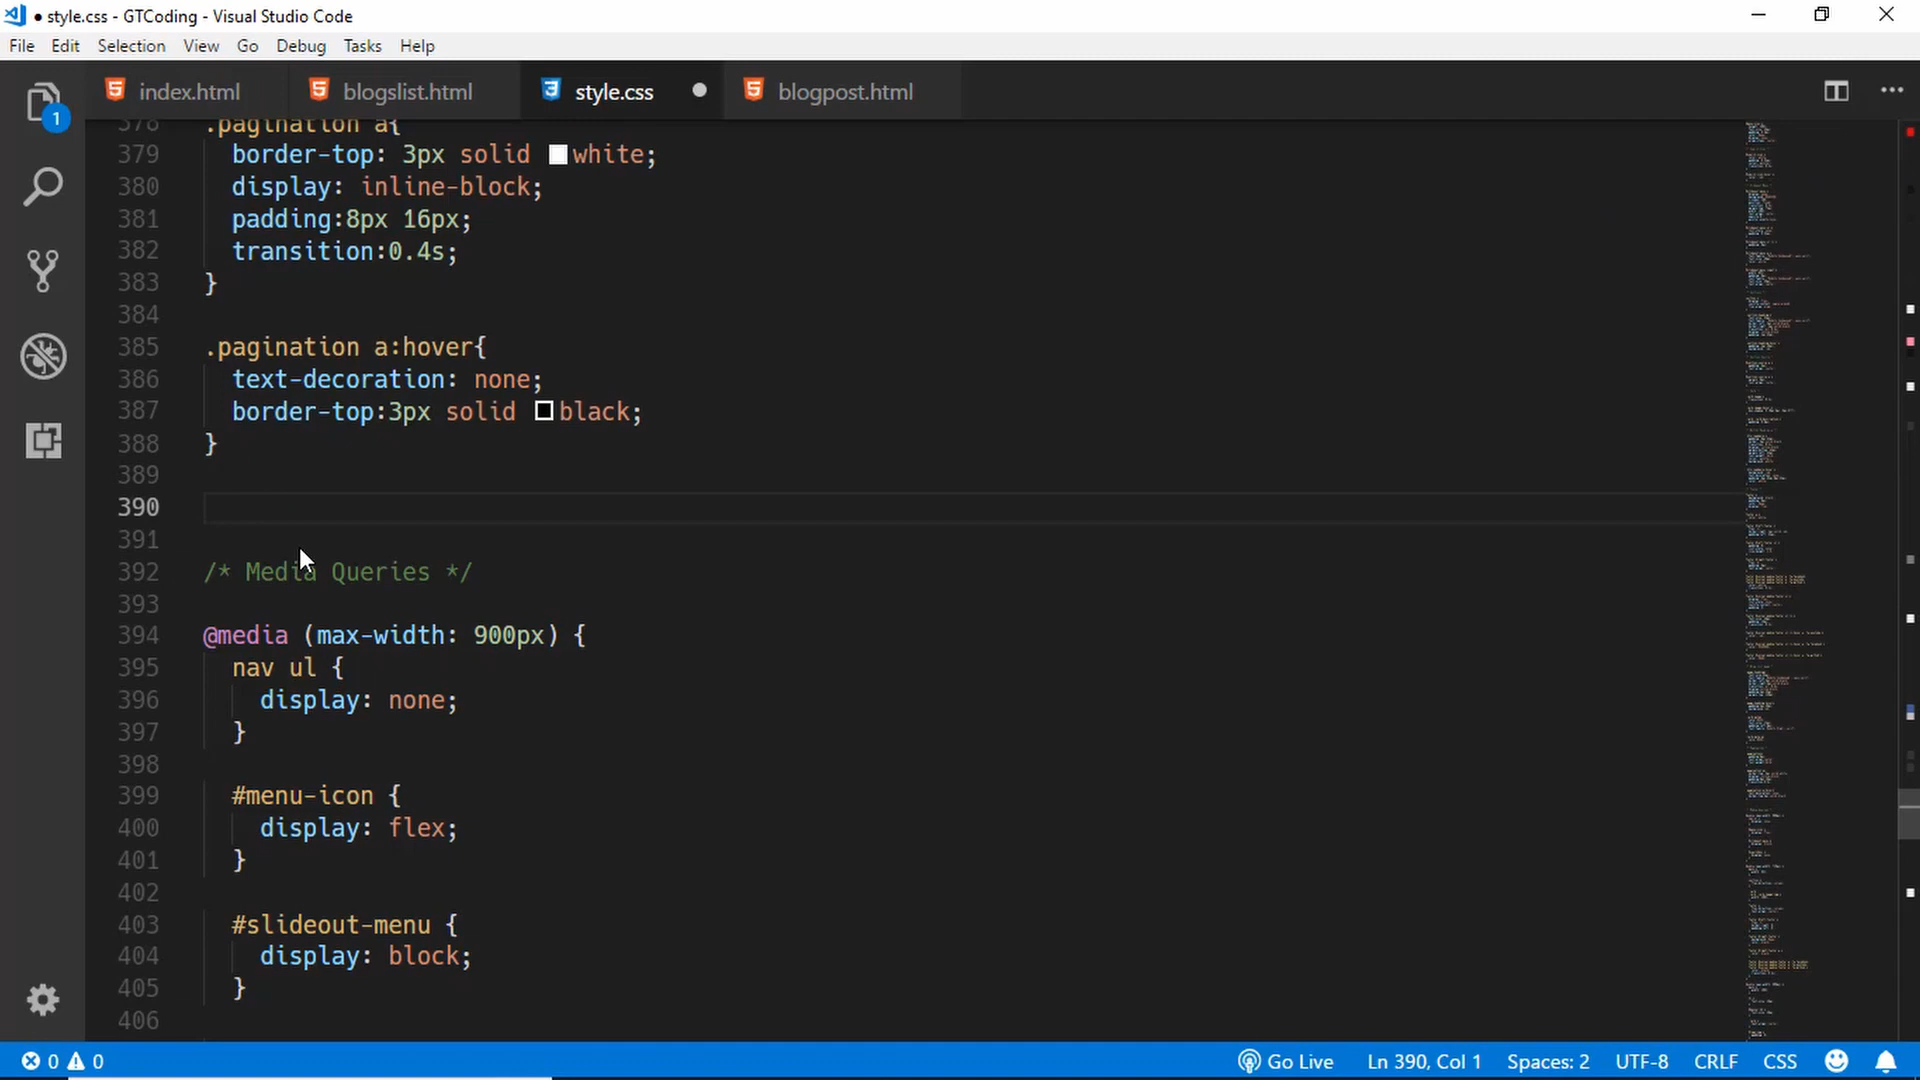 style.css - GTCoding - Visual Studio Code
File Edit Selection View Go Debug Tasks Help
1
index.html blogslist.html style.css blogpost.html
378 .pagination a{
379 border-top: 3px solid white;
380 display: inline-block;
381 padding:8px 16px;
382 transition:0.4s;
383 }
384
385 .pagination a:hover{
386 text-decoration: none;
387 border-top:3px solid black;
388 }
389
390
391
392 /* Media Queries */
393
394 @media (max-width: 900px) {
395 nav ul {
396 display: none;
397 }
398
399 #menu-icon {
400 display: flex;
401 }
402
403 #slideout-menu {
404 display: block;
405 }
406
0 0 Go Live Ln 390, Col 1 Spaces: 2 UTF-8 CRLF CSS